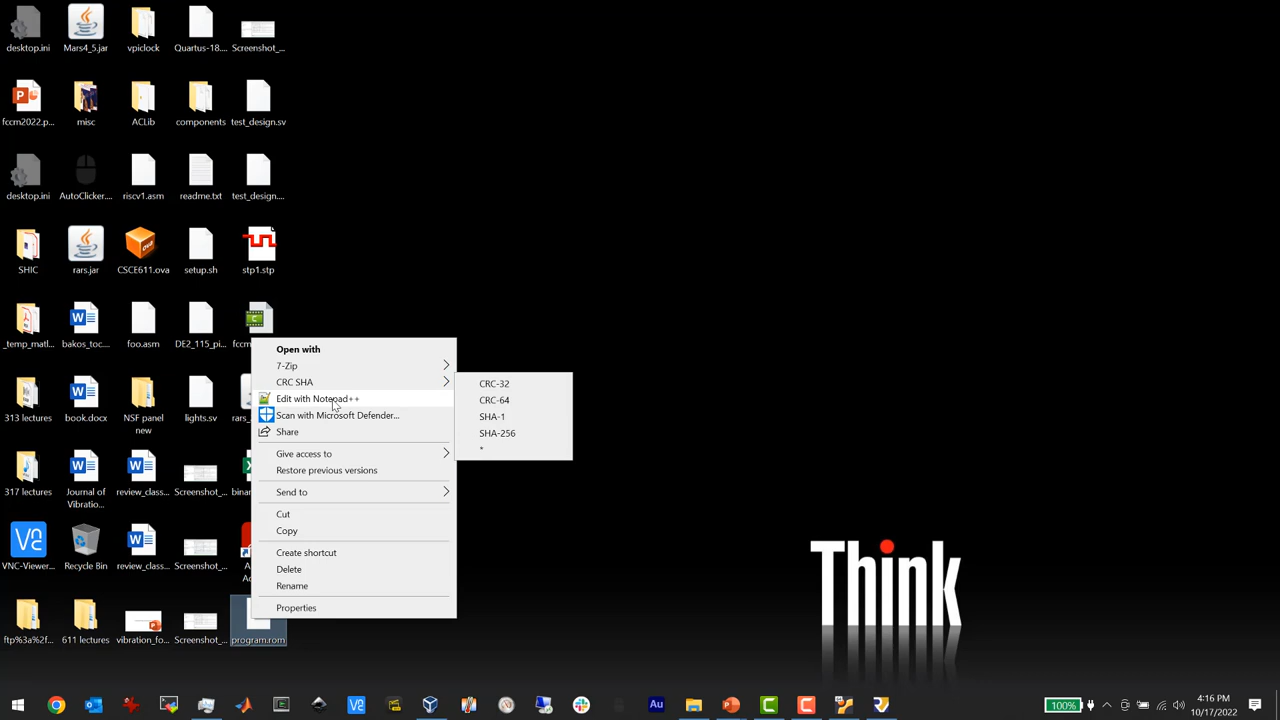 desktop.ini
Mars4_5.jar
vpiclock
Quartus-18....
Screenshot_...
fccm2022.p...
misc
ACLib
components
test_design.sv
desktop.ini
AutoClicker....
riscv1.asm
readme.txt
test_design....
SHIC
rars.jar
CSCE611.ova
setup.sh
stp1.stp
_temp_matl...
bakos_toc...
foo.asm
DE2_115_pi...
fccm
313 lectures
book.docx
NSF panel
new
lights.sv
rars_
317 lectures
Journal of
Vibratio...
review_class...
Screenshot_...
binar
VNC-Viewer...
Recycle Bin
review_class...
Screenshot_...
A
Ac
ftp%3a%2f...
611 lectures
vibration_fo...
Screenshot_...
program.rom
Open with
7-Zip
CRC SHA
Edit with Notepad++
Scan with Microsoft Defender...
Share
Give access to
Restore previous versions
Send to
Cut
Copy
Create shortcut
Delete
Rename
Properties
CRC-32
CRC-64
SHA-1
SHA-256
*
Think
100%
4:16 PM
10/17/2022